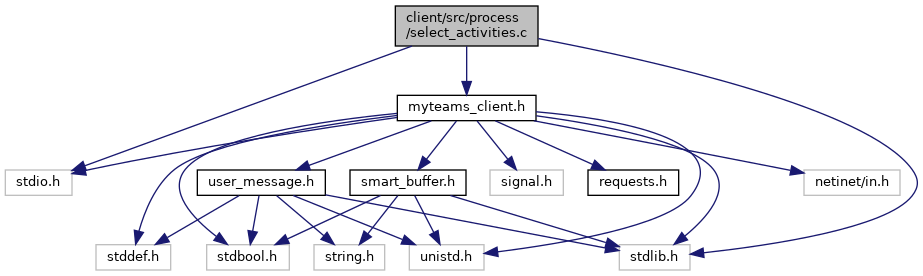 client/src/process
/select_activities.c
myteams_client.h
stdio.h
user_message.h
smart_buffer.h
signal.h
requests.h
netinet/in.h
stddef.h
stdbool.h
string.h
unistd.h
stdlib.h